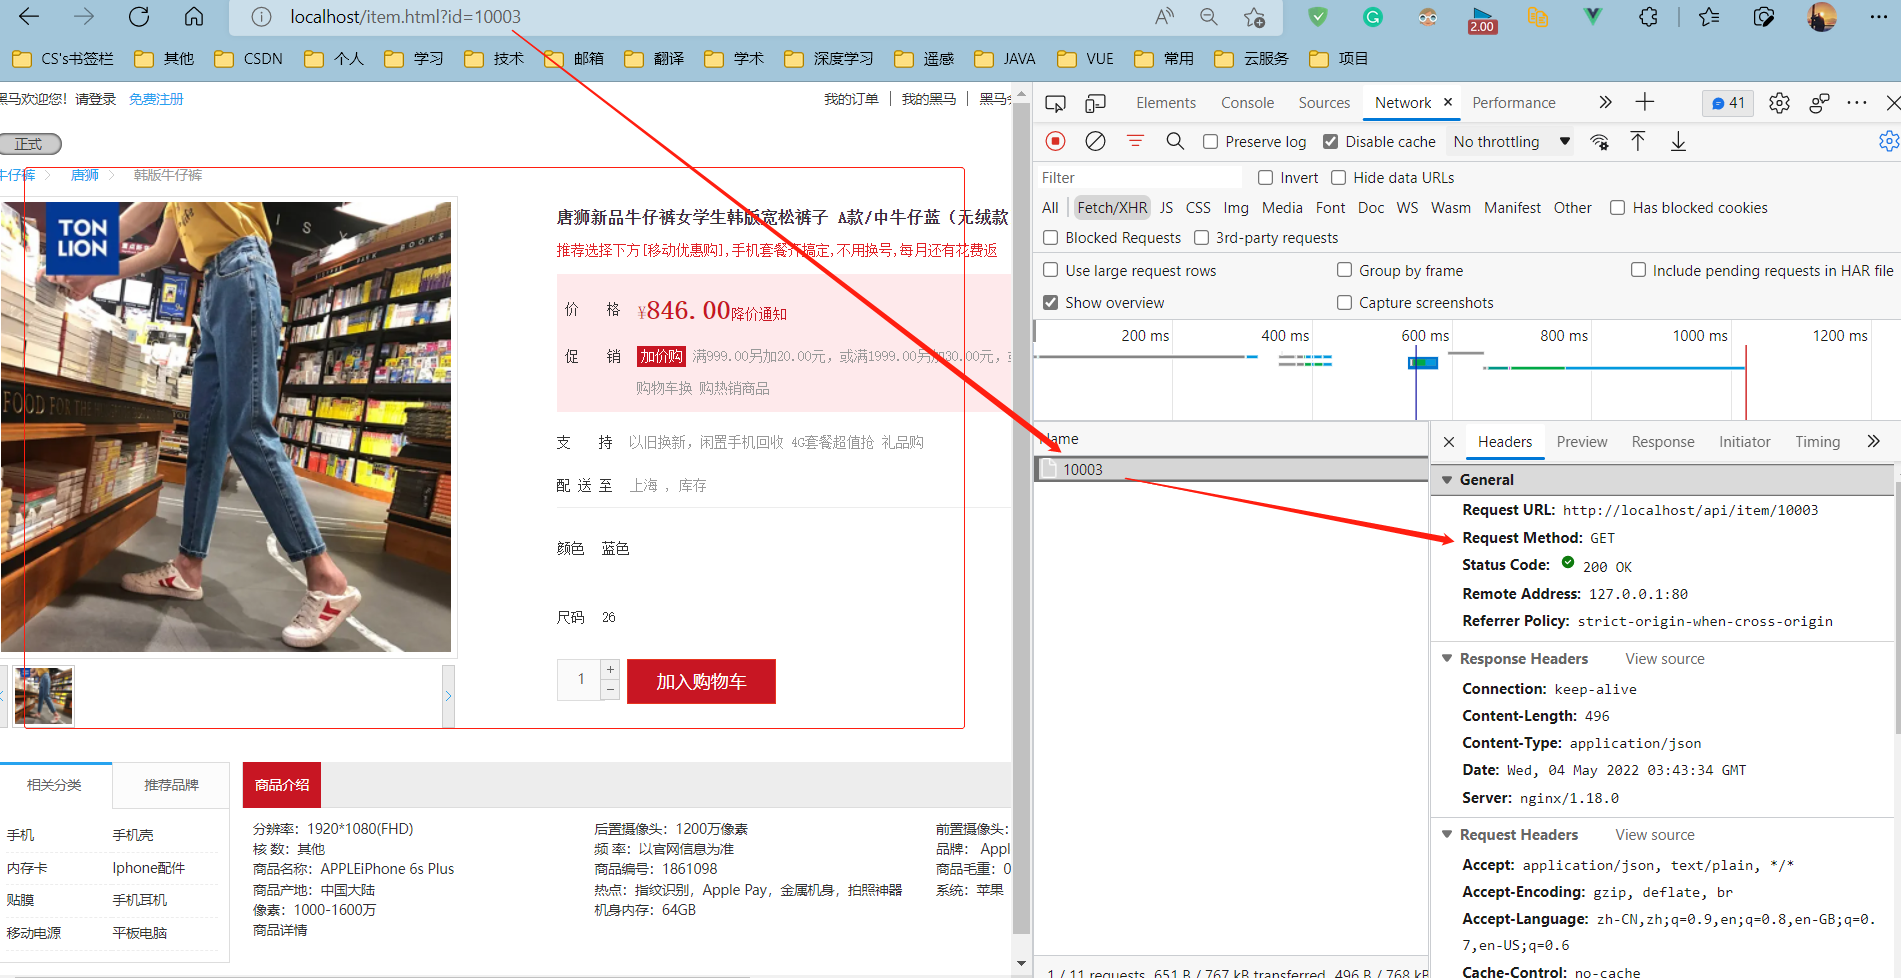 localhost/item.html?id=10003
2.00
CS's书签栏 其他 CSDN 个人 学习 技术 邮箱 翻译 学术 深度学习 遥感 JAVA VUE 常用 云服务 项目
黑马欢迎您！请登录 免费注册 我的订单 我的黑马 黑马
正式
牛仔裤 唐狮 韩版牛仔裤
TON
LION
BOOKS
FOOD FOR THE
唐狮新品牛仔裤女学生韩版宽松裤子 A款/中牛仔蓝（无绒款
推荐选择下方[移动优惠购],手机套餐齐搞定,不用换号,每月还有花费返
价 格 ¥846.00降价通知
促 销 加价购 满999.00另加20.00元，或满1999.00另加30.00元，
购物车换 购热销商品
支 持 以旧换新，闲置手机回收 4G套餐超值抢 礼品购
配 送 至 上海 ，库存
颜色 蓝色
尺码 26
1 + − 加入购物车
相关分类 推荐品牌 商品介绍
手机 手机壳
内存卡 Iphone配件
贴膜 手机耳机
移动电源 平板电脑
分辨率：1920*1080(FHD) 后置摄像头：1200万像素 前置摄像头：
核 数：其他 频 率：以官网信息为准 品牌： Appl
商品名称：APPLEiPhone 6s Plus 商品编号：1861098 商品毛重：0
商品产地：中国大陆 热点：指纹识别，Apple Pay，金属机身，拍照神器 系统：苹果
像素：1000-1600万 机身内存：64GB
商品详情
Elements Console Sources Network Performance 41
Preserve log Disable cache No throttling
Filter Invert Hide data URLs
All Fetch/XHR JS CSS Img Media Font Doc WS Wasm Manifest Other Has blocked cookies
Blocked Requests 3rd-party requests
Use large request rows Group by frame Include pending requests in HAR file
Show overview Capture screenshots
200 ms 400 ms 600 ms 800 ms 1000 ms 1200 ms
Name
10003
1 / 11 requests 651 B / 767 kB transferred 496 B / 768 kB
Headers Preview Response Initiator Timing
General
Request URL: http://localhost/api/item/10003
Request Method: GET
Status Code: 200 OK
Remote Address: 127.0.0.1:80
Referrer Policy: strict-origin-when-cross-origin
Response Headers View source
Connection: keep-alive
Content-Length: 496
Content-Type: application/json
Date: Wed, 04 May 2022 03:43:34 GMT
Server: nginx/1.18.0
Request Headers View source
Accept: application/json, text/plain, */*
Accept-Encoding: gzip, deflate, br
Accept-Language: zh-CN,zh;q=0.9,en;q=0.8,en-GB;q=0.
7,en-US;q=0.6
Cache-Control: no-cache